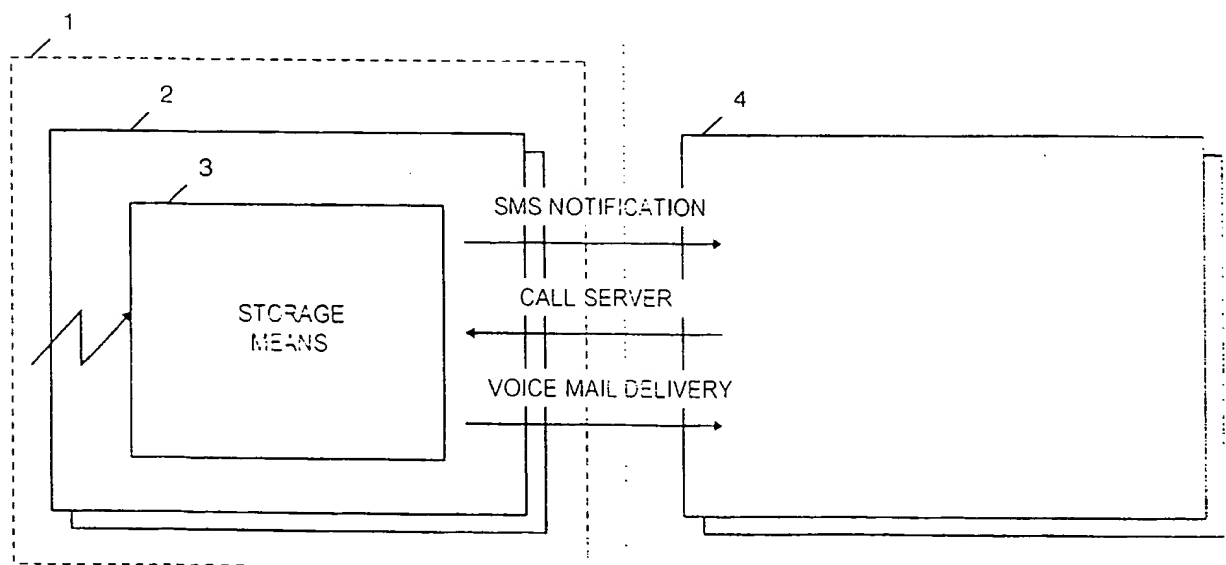 1
2
4
3
SMS NOTIFICATION
CALL SERVER
STORAGE
MEANS
VOICE MAIL DELIVERY